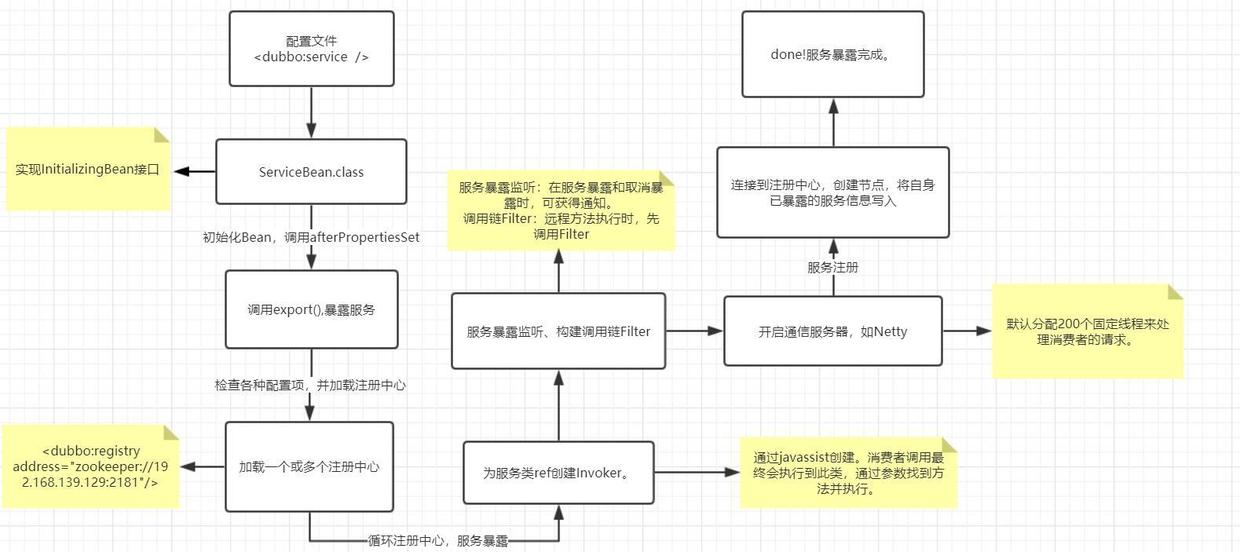 配置文件
<dubbo:service />
实现InitializingBean接口
ServiceBean.class
初始化Bean，调用afterPropertiesSet
调用export(),暴露服务
检查各种配置项，并加载注册中心
<dubbo:registry
address="zookeeper://19
2.168.139.129:2181"/>
加载一个或多个注册中心
循环注册中心，服务暴露
为服务类ref创建Invoker。
通过javassist创建。消费者调用最
终会执行到此类，通过参数找到方
法并执行。
服务暴露监听、构建调用链Filter
服务暴露监听：在服务暴露和取消暴
露时，可获得通知。
调用链Filter：远程方法执行时，先
调用Filter
开启通信服务器，如Netty
默认分配200个固定线程来处
理消费者的请求。
服务注册
连接到注册中心，创建节点，将自身
已暴露的服务信息写入
done!服务暴露完成。